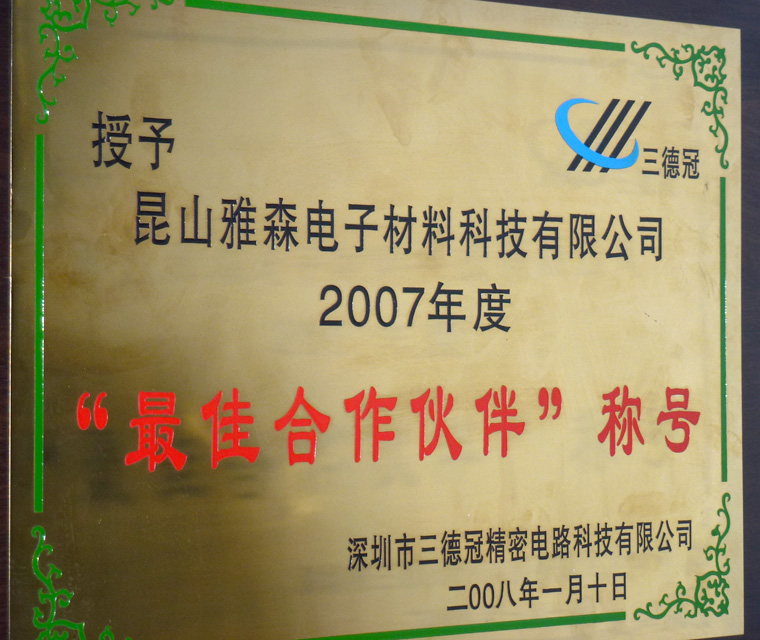 三德冠
授予
昆山雅森电子材料科技有限公司
2007年度
“最佳合作伙伴”称号
深圳市三德冠精密电路科技有限公司
二00八年一月十日